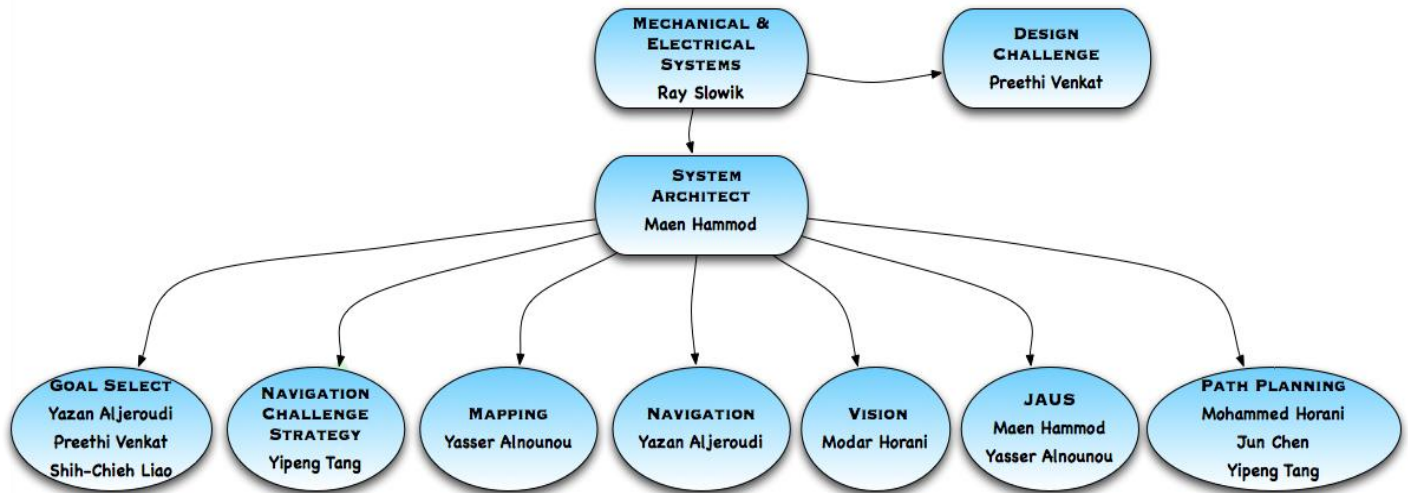 MECHANICAL &
ELECTRICAL
SYSTEMS
Ray Slowik
DESIGN
CHALLENGE
Preethi Venkat
SYSTEM
ARCHITECT
Maen Hammod
GOAL SELECT
Yazan Aljeroudi
Preethi Venkat
Shih-Chieh Liao
NAVIGATION
CHALLENGE
STRATEGY
Yipeng Tang
MAPPING
Yasser Alnounou
NAVIGATION
Yazan Aljeroudi
VISION
Modar Horani
JAUS
Maen Hammod
Yasser Alnounou
PATH PLANNING
Mohammed Horani
Jun Chen
Yipeng Tang